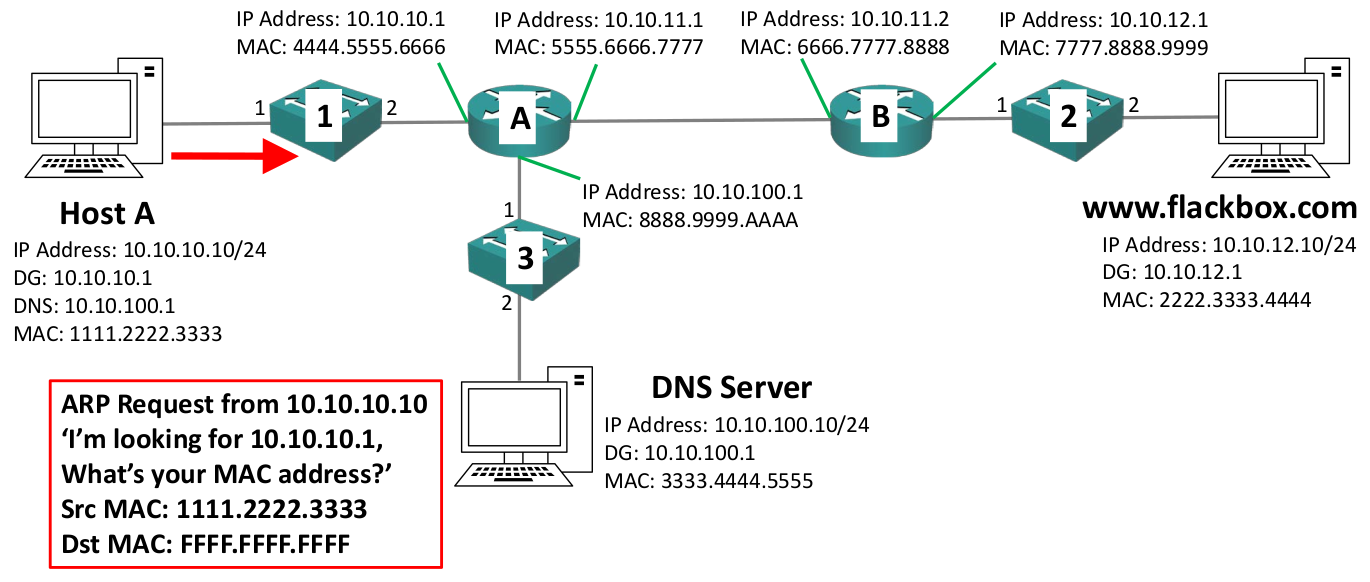 IP Address: 10.10.10.1
MAC: 4444.5555.6666
IP Address: 10.10.11.1
MAC: 5555.6666.7777
IP Address: 10.10.11.2
MAC: 6666.7777.8888
IP Address: 10.10.12.1
MAC: 7777.8888.9999
1
1
2
A
B
1
2
2
Host A
IP Address: 10.10.10.10/24
DG: 10.10.10.1
DNS: 10.10.100.1
MAC: 1111.2222.3333
IP Address: 10.10.100.1
MAC: 8888.9999.AAAA
1
3
2
www.flackbox.com
IP Address: 10.10.12.10/24
DG: 10.10.12.1
MAC: 2222.3333.4444
DNS Server
IP Address: 10.10.100.10/24
DG: 10.10.100.1
MAC: 3333.4444.5555
ARP Request from 10.10.10.10
‘I’m looking for 10.10.10.1,
What’s your MAC address?’
Src MAC: 1111.2222.3333
Dst MAC: FFFF.FFFF.FFFF